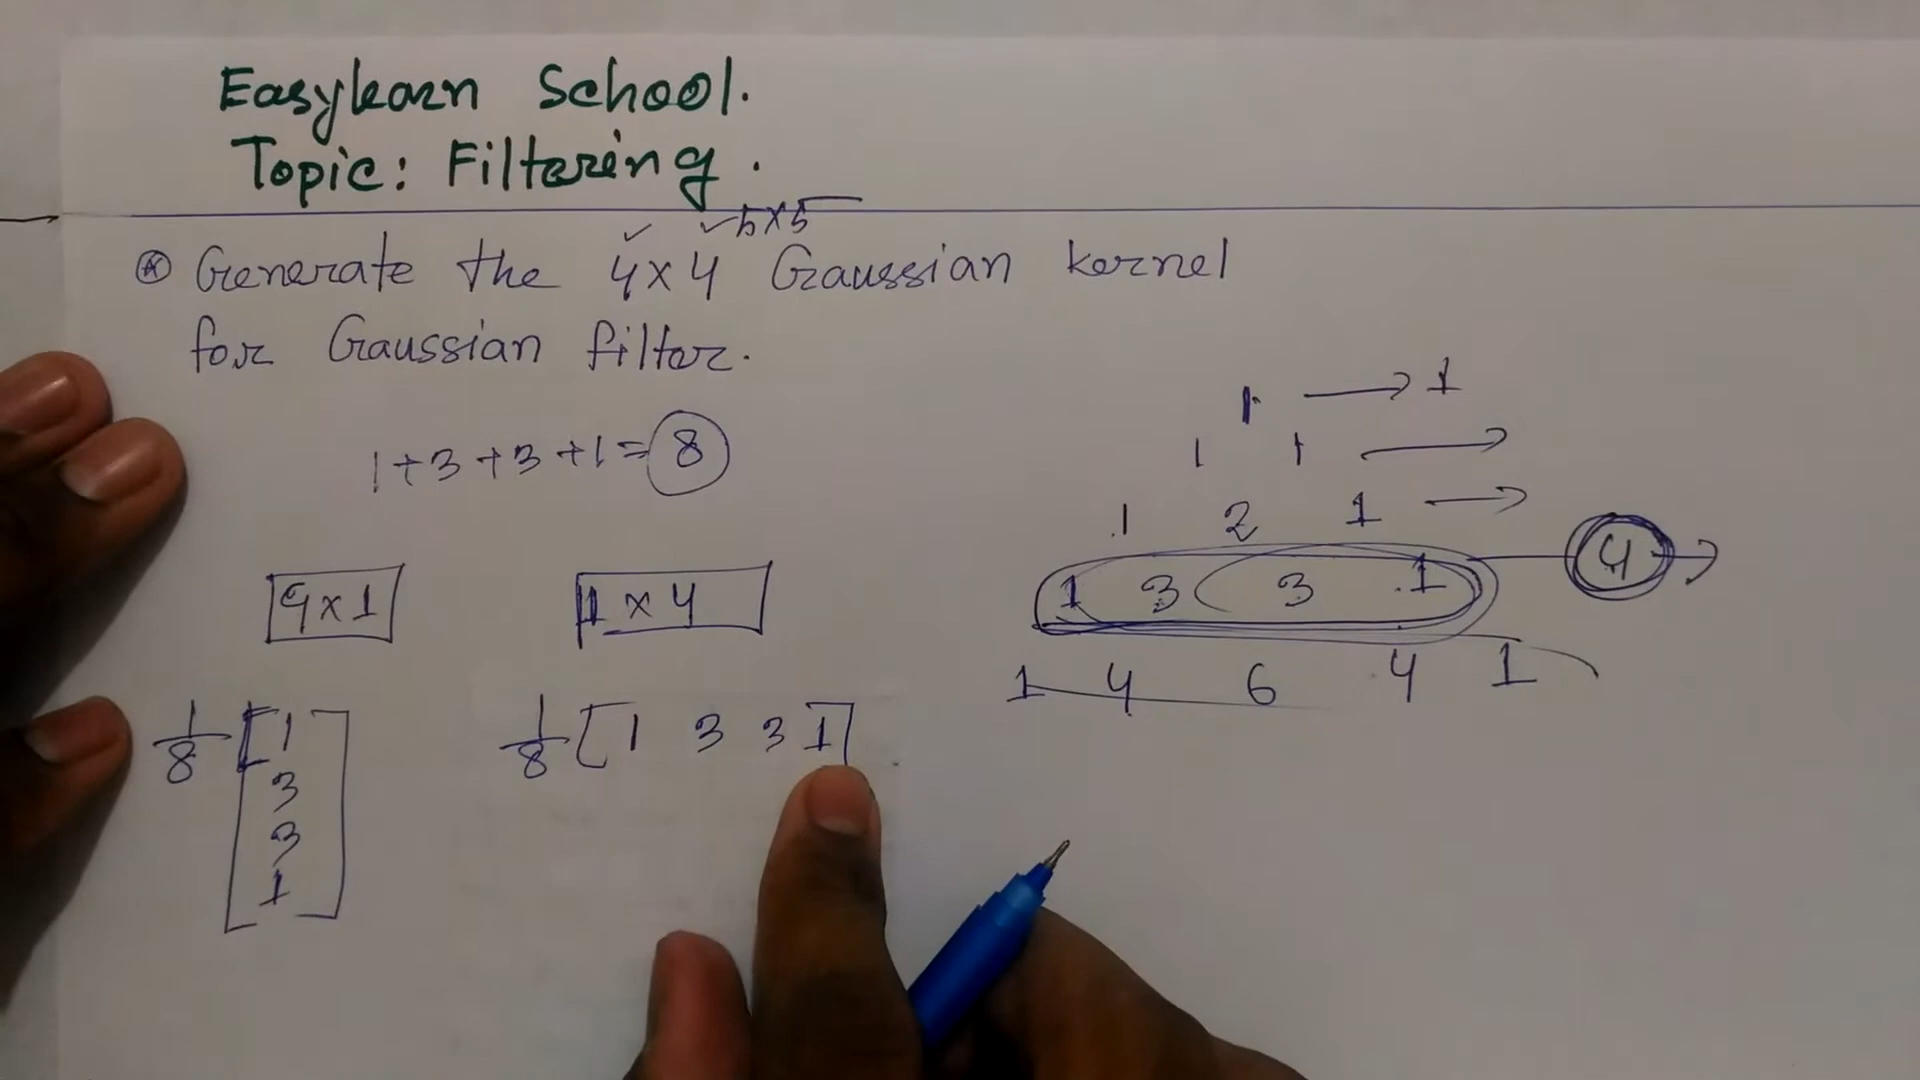 Easylearn School.
Topic: Filtering.
5x5
Generate the 4x4 Gaussian kernel
for Gaussian filter.
1 → 1
1+3+3+1=8
1 1 →
1 2 1 →
4x1
1x4
1 3 3 1 4 →
1 4 6 4 1
1/8 [1 3 3 1]
1/8 [1
3
3
1]